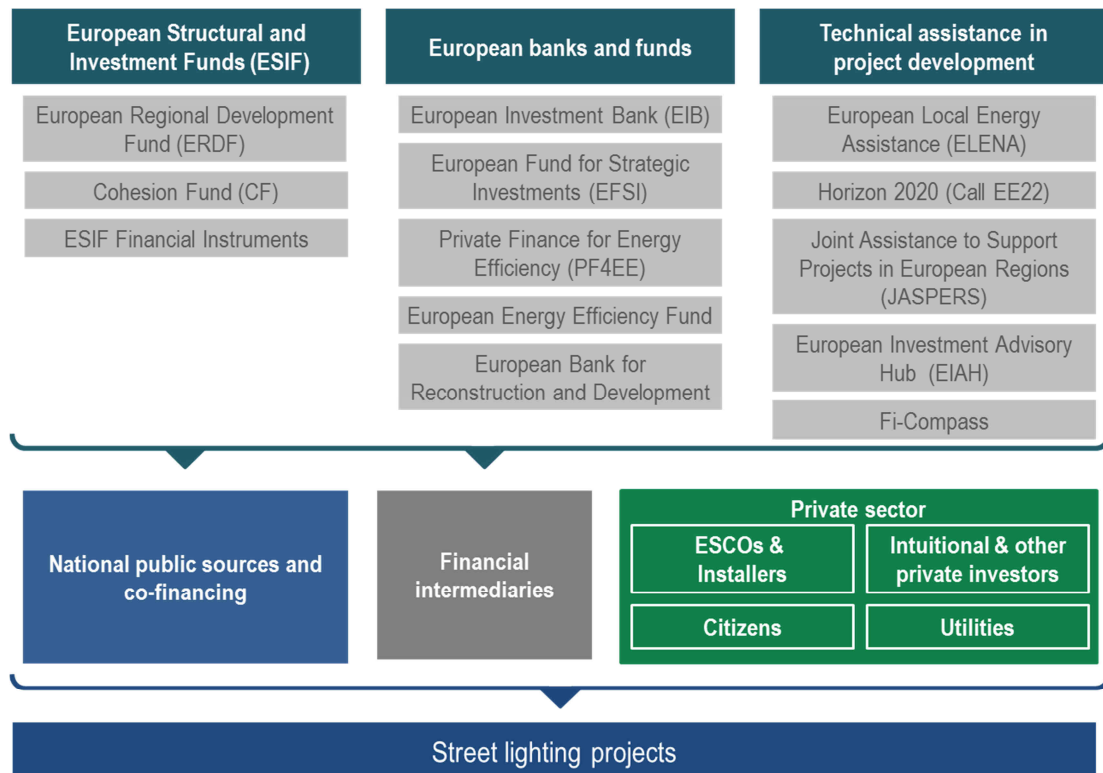 European Structural and
Investment Funds (ESIF)
European Regional Development
Fund (ERDF)
Cohesion Fund (CF)
ESIF Financial Instruments
European banks and funds
European Investment Bank (EIB)
European Fund for Strategic
Investments (EFSI)
Private Finance for Energy
Efficiency (PF4EE)
European Energy Efficiency Fund
European Bank for
Reconstruction and Development
Technical assistance in
project development
European Local Energy
Assistance (ELENA)
Horizon 2020 (Call EE22)
Joint Assistance to Support
Projects in European Regions
(JASPERS)
European Investment Advisory
Hub (EIAH)
Fi-Compass
National public sources and
co-financing
Financial
intermediaries
Private sector
ESCOs &
Installers
Intuitional & other
private investors
Citizens
Utilities
Street lighting projects